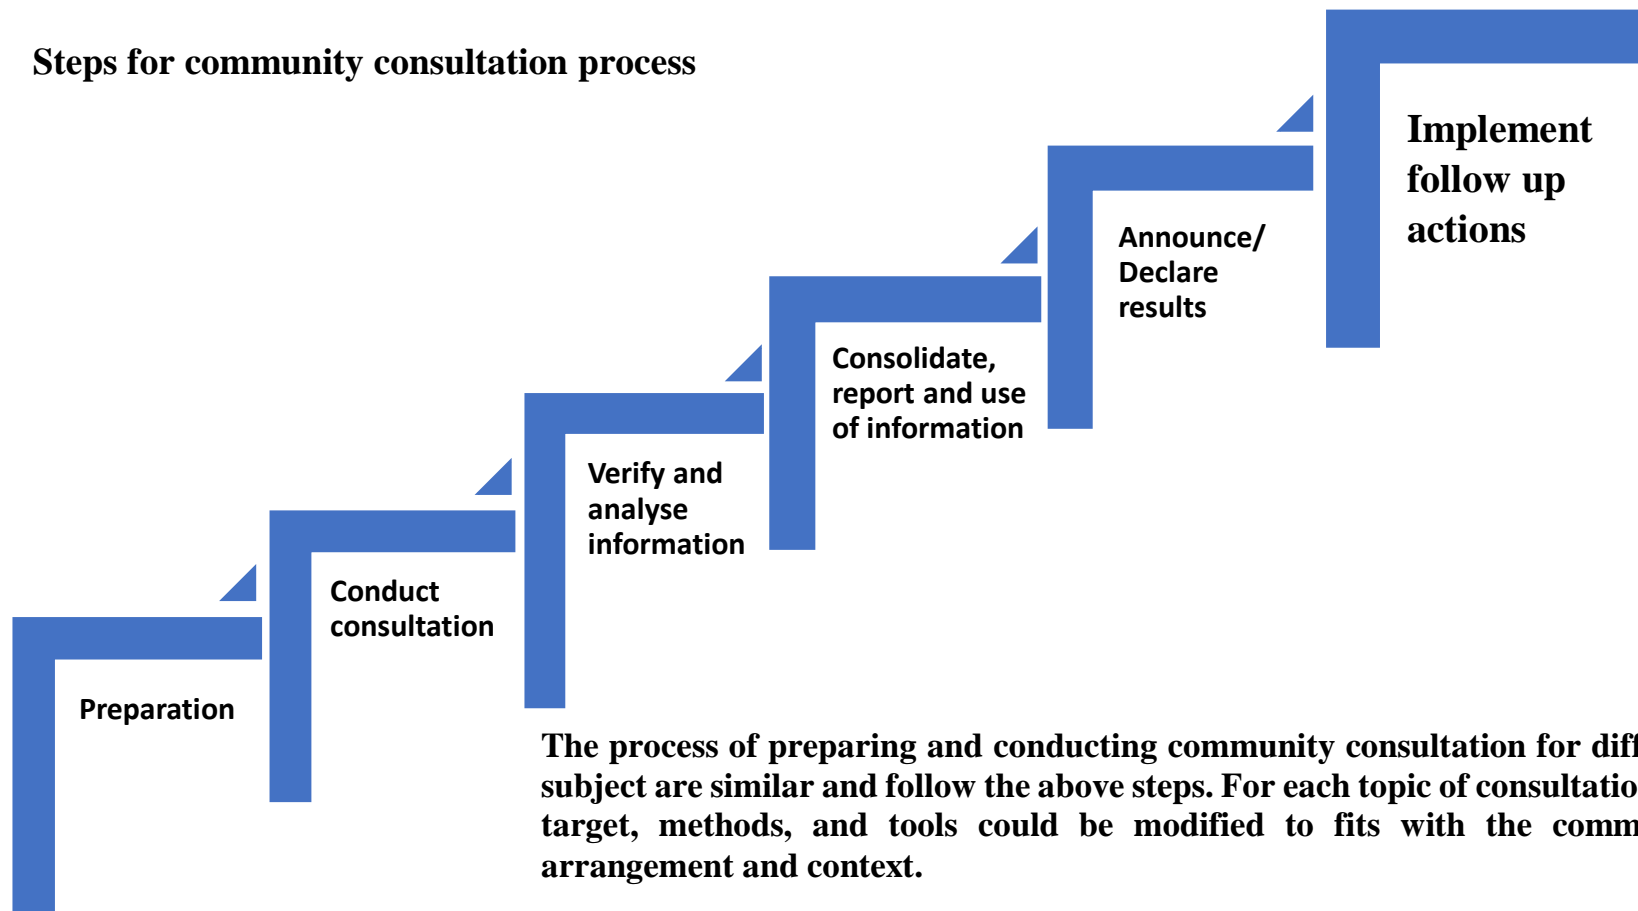 Steps for community consultation process
Implement
follow up
actions
Announce/
Declare
results
Consolidate,
report and use
of information
Verify and
analyse
information
Conduct
consultation
Preparation
The process of preparing and conducting community consultation for
subject are similar and follow the above steps. For each topic of
target, methods, and tools could be modified to fits with the
arrangement and context.